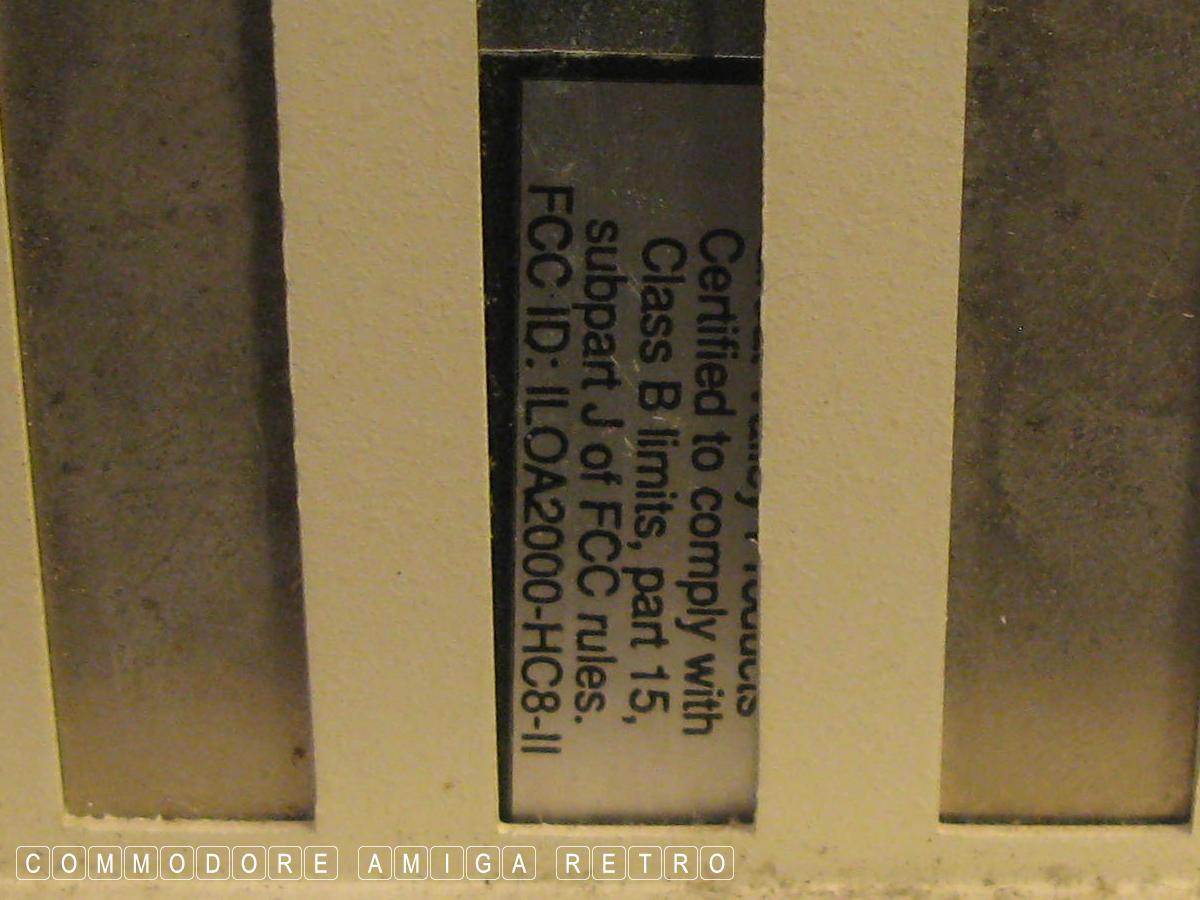 Certified to comply with
Class B limits, part 15,
subpart J of FCC rules.
FCC ID: ILOA2000-HC8-II
COMMODORE AMIGA RETRO